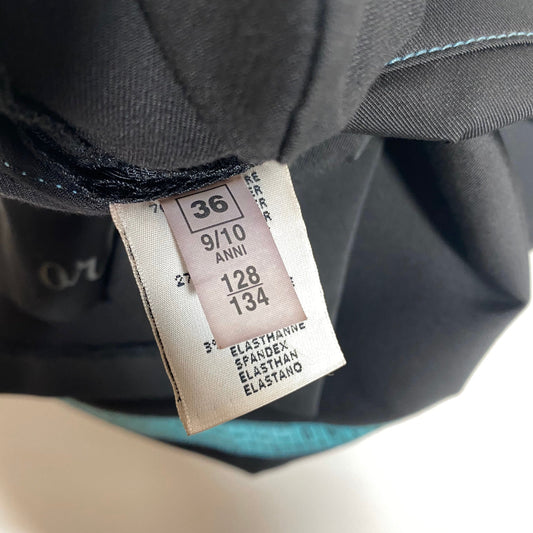 36
9/10
ANNI
128
134
ELASTHANNE
SPANDEX
ELASTHAN
ELASTANO